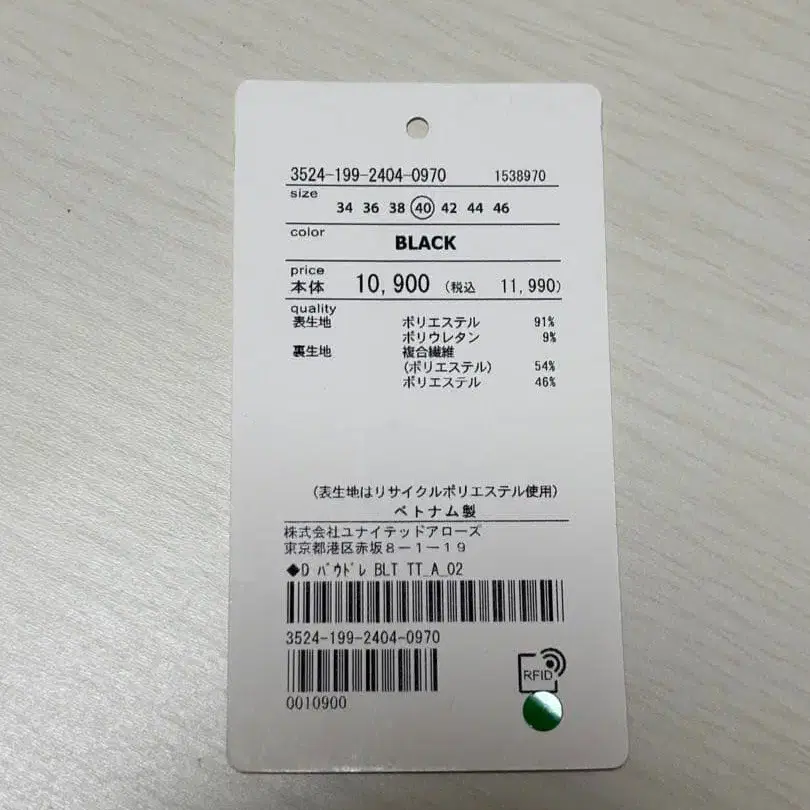 3524-199-2404-0970 1538970
size
34 36 38 40 42 44 46
color
BLACK
price
本体 10,900 (税込 11,990)
quality
表生地 ポリエステル 91%
ポリウレタン 9%
裏生地 複合繊維
(ポリエステル) 54%
ポリエステル 46%
(表生地はリサイクルポリエステル使用)
ベトナム製
株式会社ユナイテッドアローズ
東京都港区赤坂8-1-19
◆D パウドレ BLT TT_A_02
3524-199-2404-0970
RFID
0010900